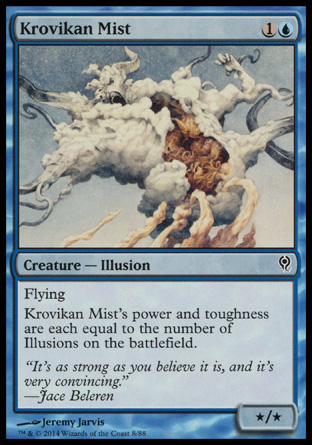 Krovikan Mist 1
Creature — Illusion
Flying
Krovikan Mist's power and toughness
are each equal to the number of
Illusions on the battlefield.
"It's as strong as you believe it is, and it's
very convincing."
—Jace Beleren
Jeremy Jarvis
™ & © 2014 Wizards of the Coast 8/88
★/★